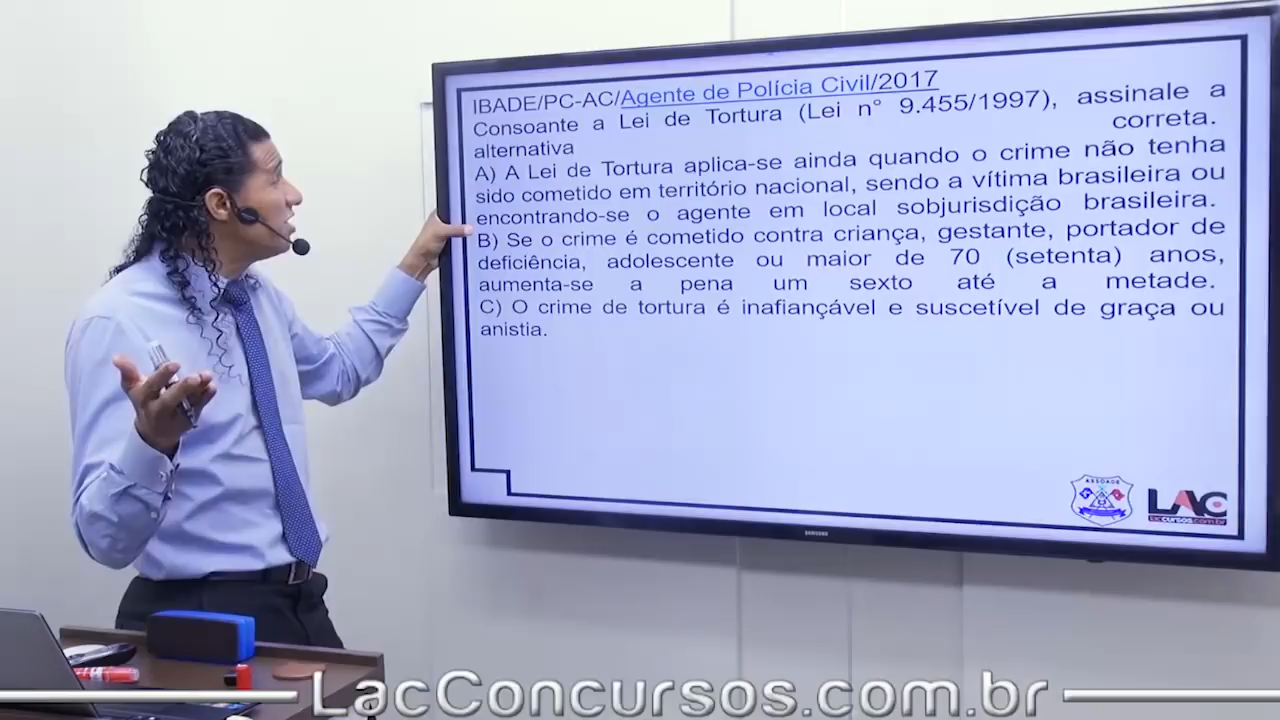 IBADE/PC-AC/Agente de Polícia Civil/2017
Consoante a Lei de Tortura (Lei n° 9.455/1997), assinale a
alternativa correta.
A) A Lei de Tortura aplica-se ainda quando o crime não tenha
sido cometido em território nacional, sendo a vítima brasileira ou
encontrando-se o agente em local sobjurisdição brasileira.
B) Se o crime é cometido contra criança, gestante, portador de
deficiência, adolescente ou maior de 70 (setenta) anos,
aumenta-se a pena um sexto até a metade.
C) O crime de tortura é inafiançável e suscetível de graça ou
anistia.
ASSOADE
LAC
laccursos.com.br
SAMSUNG
LacConcursos.com.br